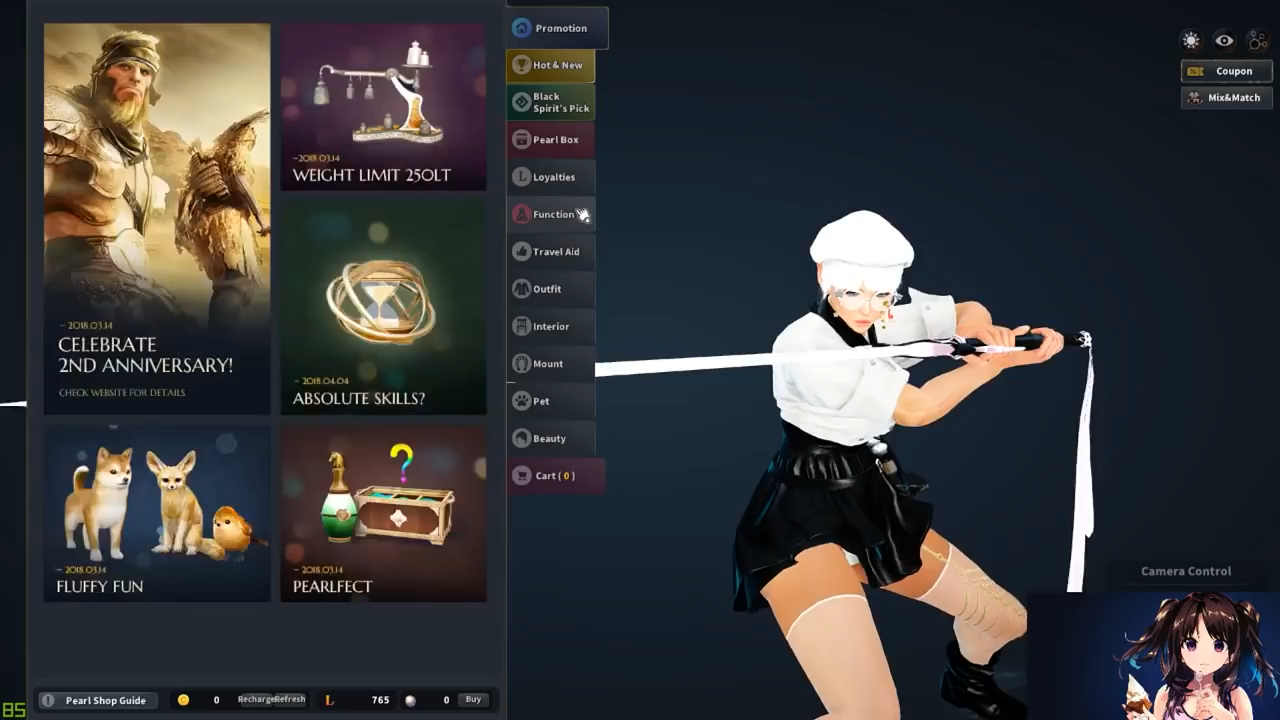 ~ 2018.03.14
CELEBRATE
2ND ANNIVERSARY!
CHECK WEBSITE FOR DETAILS
~2018.03.14
WEIGHT LIMIT 250LT
~ 2018.04.04
ABSOLUTE SKILLS?
~ 2018.03.14
FLUFFY FUN
~ 2018.03.14
PEARLFECT
Promotion
Hot & New
Black
Spirit's Pick
Pearl Box
Loyalties
Function
Travel Aid
Outfit
Interior
Mount
Pet
Beauty
Cart ( 0 )
Coupon
Mix&Match
Camera Control
Pearl Shop Guide
0
Recharge
Refresh
L
765
0
Buy
85